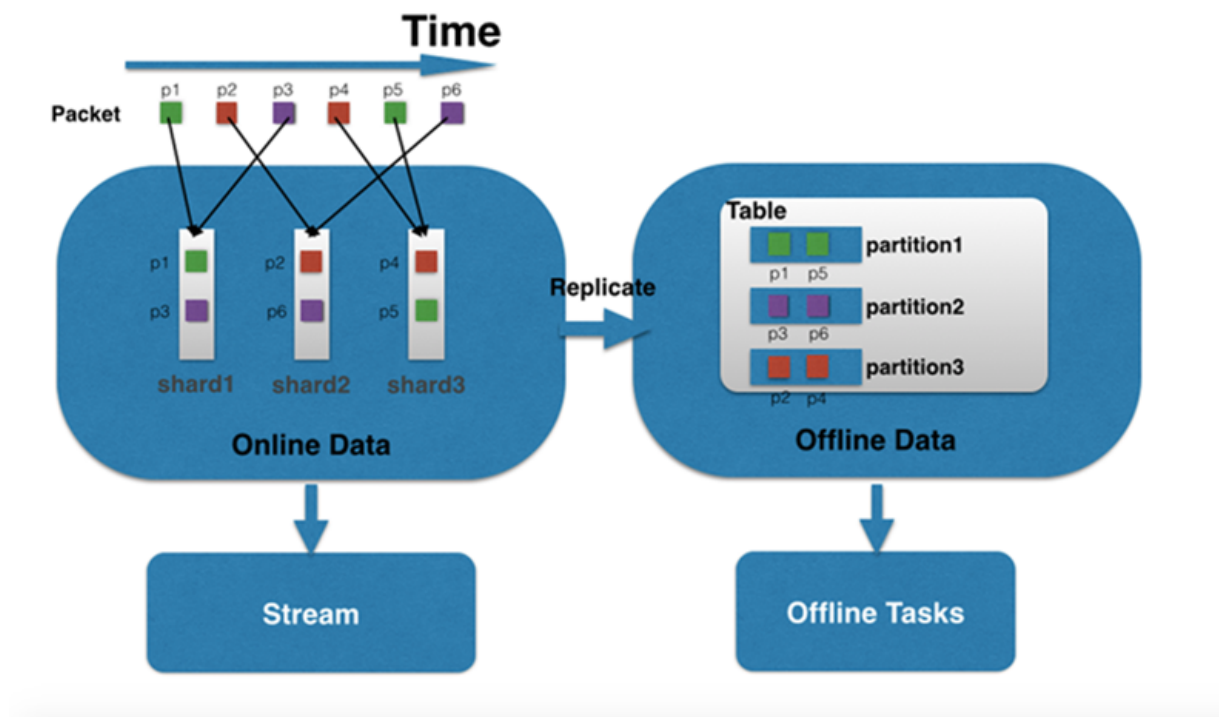 Time
p1 p2 p3 p4 p5 p6
Packet
p1
p3
shard1
p2
p6
shard2
p4
p5
shard3
Online Data
Replicate
Table
partition1
p1 p5
partition2
p3 p6
partition3
p2 p4
Offline Data
Stream
Offline Tasks